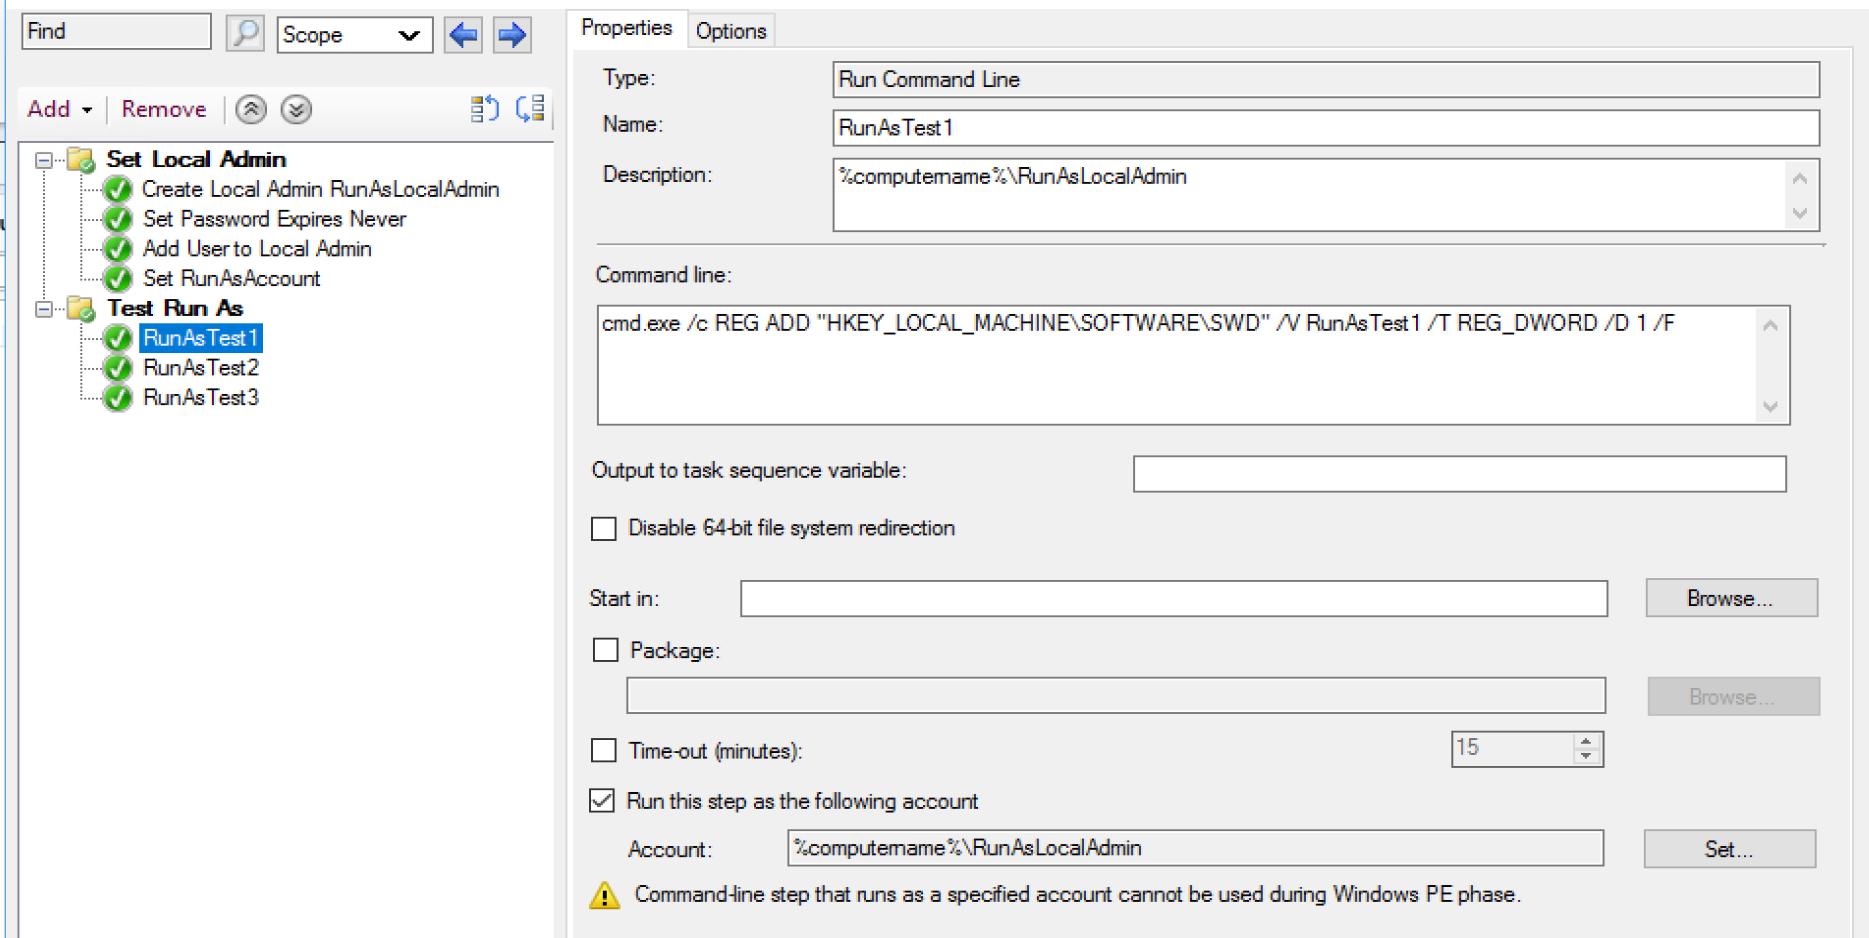 Find
Scope
Add
Remove
Set Local Admin
Create Local Admin RunAsLocalAdmin
Set Password Expires Never
Add User to Local Admin
Set RunAsAccount
Test Run As
RunAsTest1
RunAsTest2
RunAsTest3
Properties
Options
Type:
Run Command Line
Name:
RunAsTest1
Description:
%computername%\RunAsLocalAdmin
Command line:
cmd.exe /c REG ADD "HKEY_LOCAL_MACHINE\SOFTWARE\SWD" /V RunAsTest1 /T REG_DWORD /D 1 /F
Output to task sequence variable:
Disable 64-bit file system redirection
Start in:
Browse...
Package:
Browse...
Time-out (minutes):
15
Run this step as the following account
Account:
%computername%\RunAsLocalAdmin
Set...
Command-line step that runs as a specified account cannot be used during Windows PE phase.